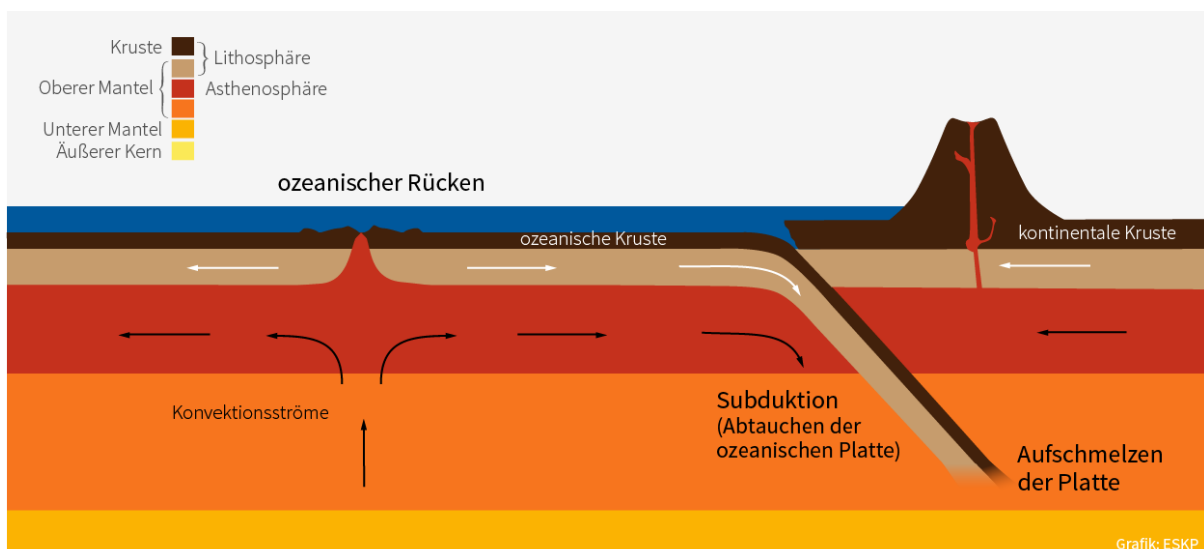 Kruste
Lithosphäre
Oberer Mantel
Asthenosphäre
Unterer Mantel
Äußerer Kern
ozeanischer Rücken
ozeanische Kruste
kontinentale Kruste
Konvektionsströme
Subduktion
(Abtauchen der
ozeanischen Platte)
Aufschmelzen
der Platte
Grafik: ESKP